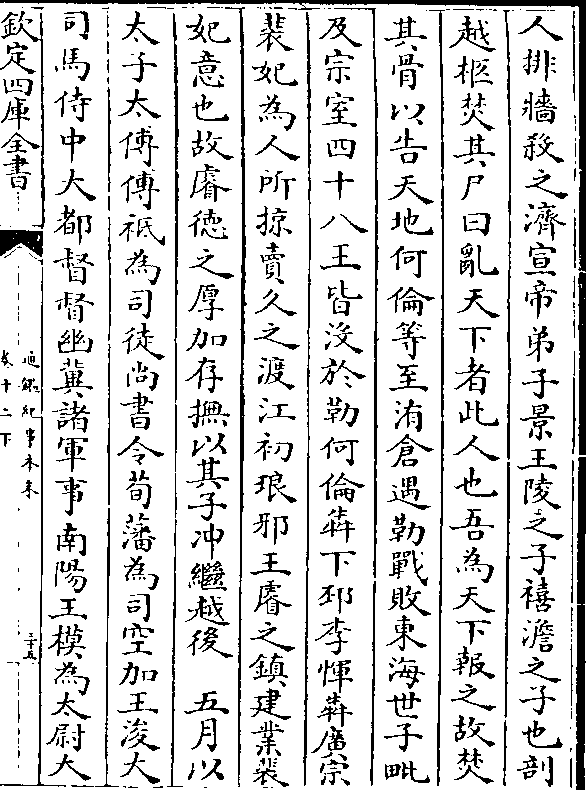 人排牆殺之濟宣帝弟子景王陵之子禧澹之子也剖
越柩焚其尸曰亂天下者此人也吾為天下報之故焚
其骨以告天地何倫等至洧倉遇勒戰敗東海世子毗
及宗室四十八王皆沒於勒何倫犇下邳李惲犇廣宗
裴妃為人所掠賣久之渡江初琅邪王睿之鎮建業裴
妃意也故睿德之厚加存撫以其子沖繼越後　五月以
太子太傅傅祗為司徒尚書令荀藩為司空加王浚大
司馬侍中大都督督幽冀諸軍事南陽王模為太尉大
欽定四庫全書
通鑑紀事本末
卷十二下
三十五